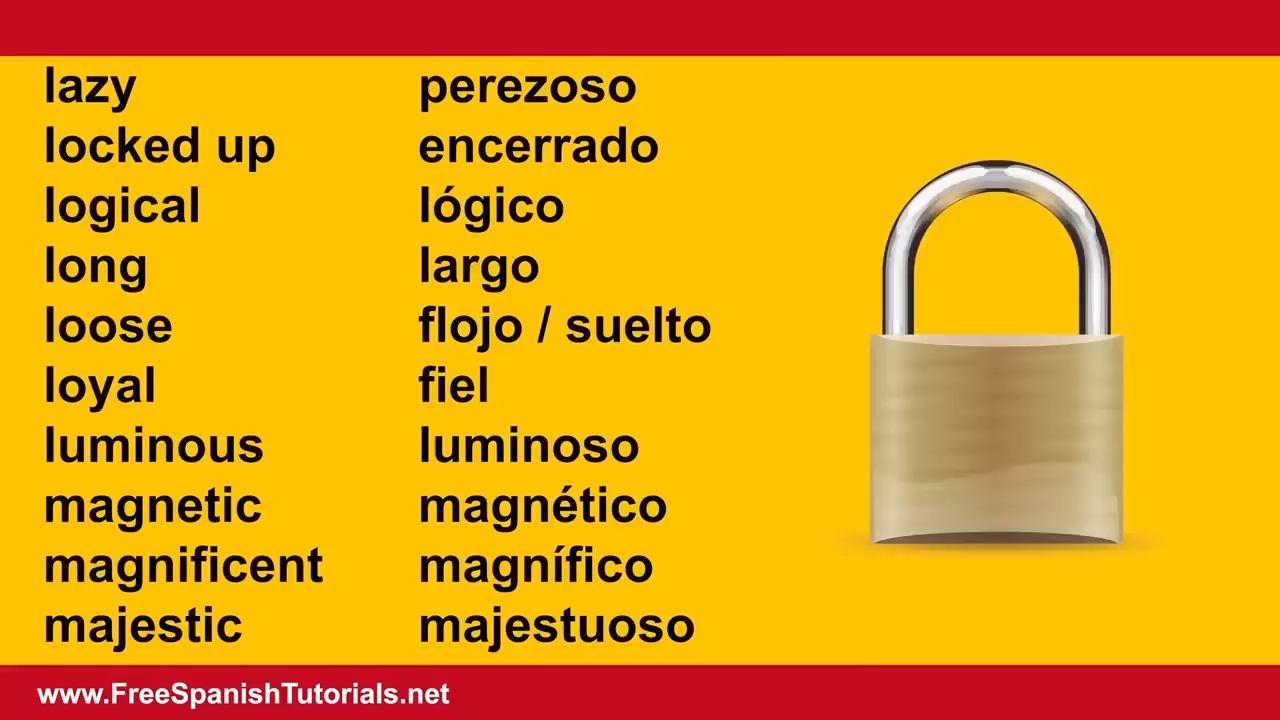 lazy perezoso
locked up encerrado
logical lógico
long largo
loose flojo / suelto
loyal fiel
luminous luminoso
magnetic magnético
magnificent magnífico
majestic majestuoso
www.FreeSpanishTutorials.net